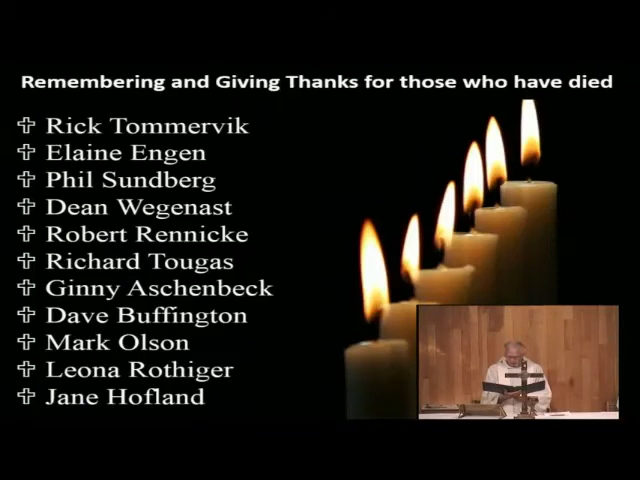 Remembering and Giving Thanks for those who have died
✞ Rick Tommervik
✞ Elaine Engen
✞ Phil Sundberg
✞ Dean Wegenast
✞ Robert Rennicke
✞ Richard Tougas
✞ Ginny Aschenbeck
✞ Dave Buffington
✞ Mark Olson
✞ Leona Rothiger
✞ Jane Hofland